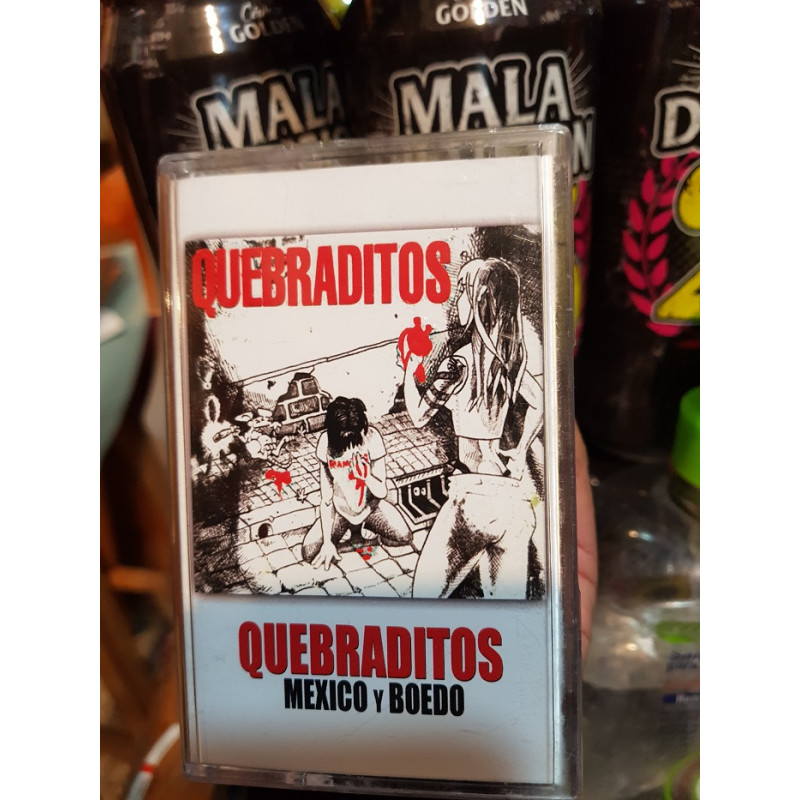 GOLDEN
GOLDEN
MALA
MALA
QUEBRADITOS
QUEBRADITOS
MEXICO Y BOEDO